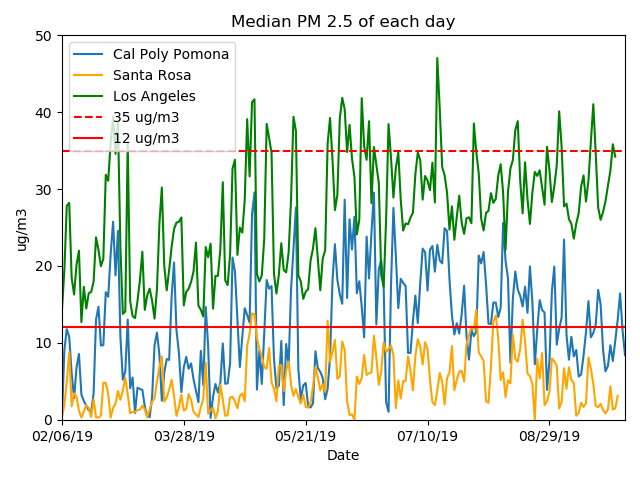 Median PM 2.5 of each day
Cal Poly Pomona
Santa Rosa
Los Angeles
35 ug/m3
12 ug/m3
50
40
30
20
10
0
ug/m3
02/06/19 03/28/19 05/21/19 07/10/19 08/29/19
Date